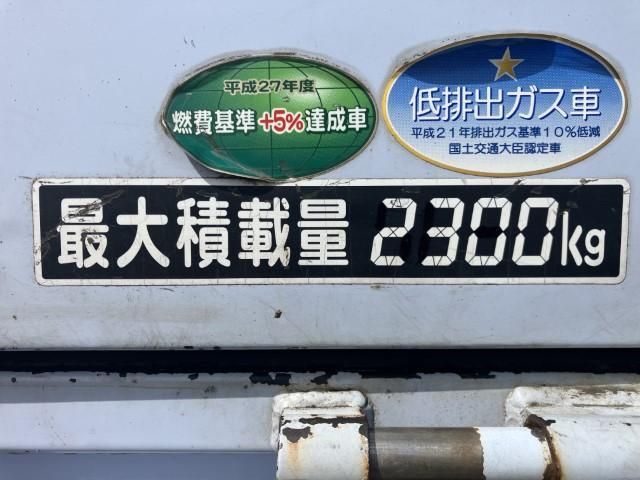 平成27年度
燃費基準+5%達成車
低排出ガス車
平成21年排出ガス基準10%低減
国土交通大臣認定車
最大積載量 2300kg